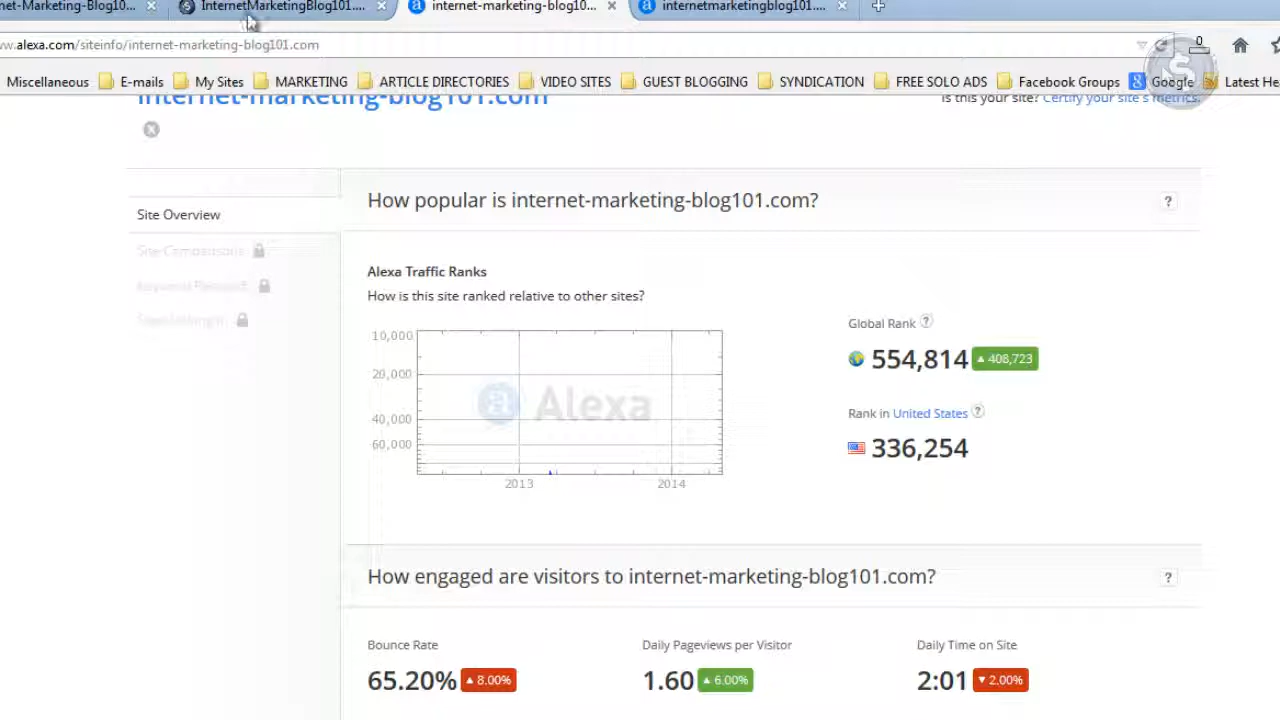 net-Marketing-Blog10...
InternetMarketingBlog101....
internet-marketing-blog10...
internetmarketingblog101....
w.alexa.com/siteinfo/internet-marketing-blog101.com
0
Miscellaneous
E-mails
My Sites
MARKETING
ARTICLE DIRECTORIES
VIDEO SITES
GUEST BLOGGING
SYNDICATION
FREE SOLO ADS
Facebook Groups
Google
Latest He
internet-marketing-blog101.com
Is this your site? Certify your site's metrics.
Site Overview
Site Comparisons
How popular is internet-marketing-blog101.com?
?
Alexa Traffic Ranks
How is this site ranked relative to other sites?
10,000
20,000
40,000
60,000
Alexa
2013
2014
Global Rank ?
554,814
408,723
Rank in United States ?
336,254
How engaged are visitors to internet-marketing-blog101.com?
?
Bounce Rate
65.20%
8.00%
Daily Pageviews per Visitor
1.60
6.00%
Daily Time on Site
2:01
2.00%